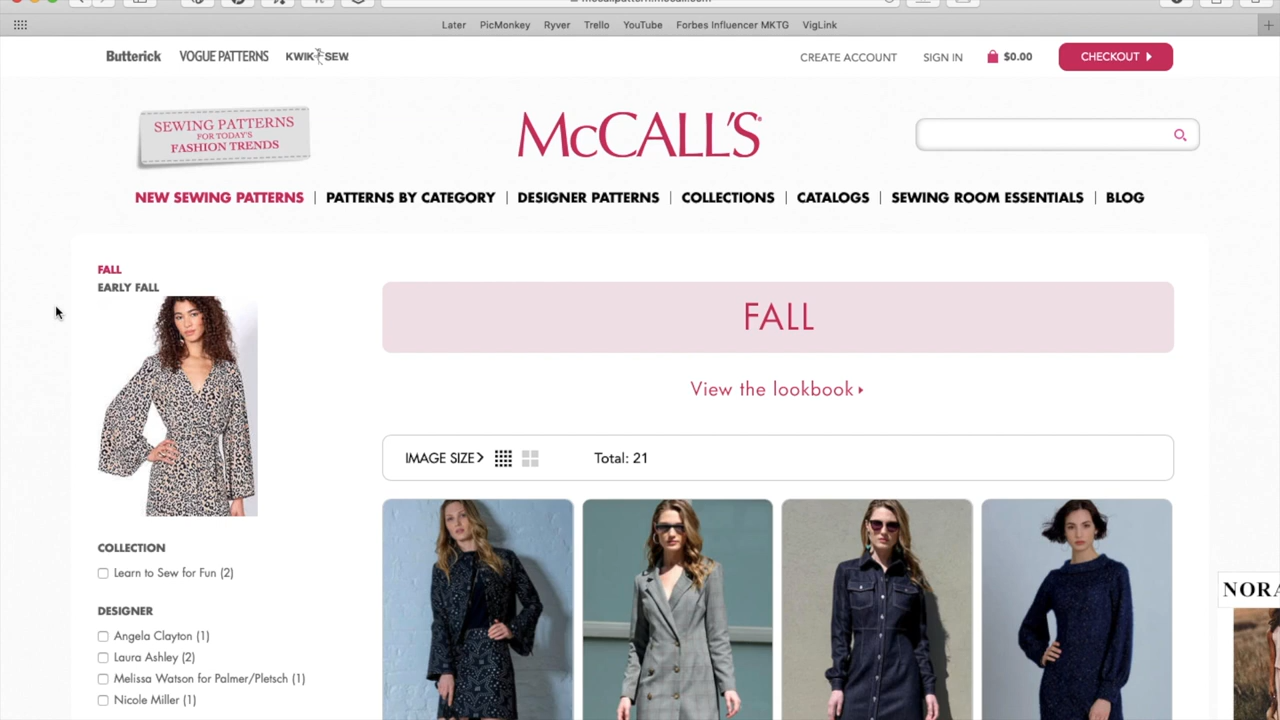 Later PicMonkey Ryver Trello YouTube Forbes Influencer MKTG VigLink
Butterick VOGUE PATTERNS KWIK SEW CREATE ACCOUNT SIGN IN $0.00 CHECKOUT
SEWING PATTERNS
FOR TODAY'S
FASHION TRENDS
McCALL'S®
NEW SEWING PATTERNS | PATTERNS BY CATEGORY | DESIGNER PATTERNS | COLLECTIONS | CATALOGS | SEWING ROOM ESSENTIALS | BLOG
FALL
EARLY FALL
FALL
View the lookbook
IMAGE SIZE Total: 21
COLLECTION
Learn to Sew for Fun (2)
DESIGNER
Angela Clayton (1)
Laura Ashley (2)
Melissa Watson for Palmer/Pletsch (1)
Nicole Miller (1)
NORA